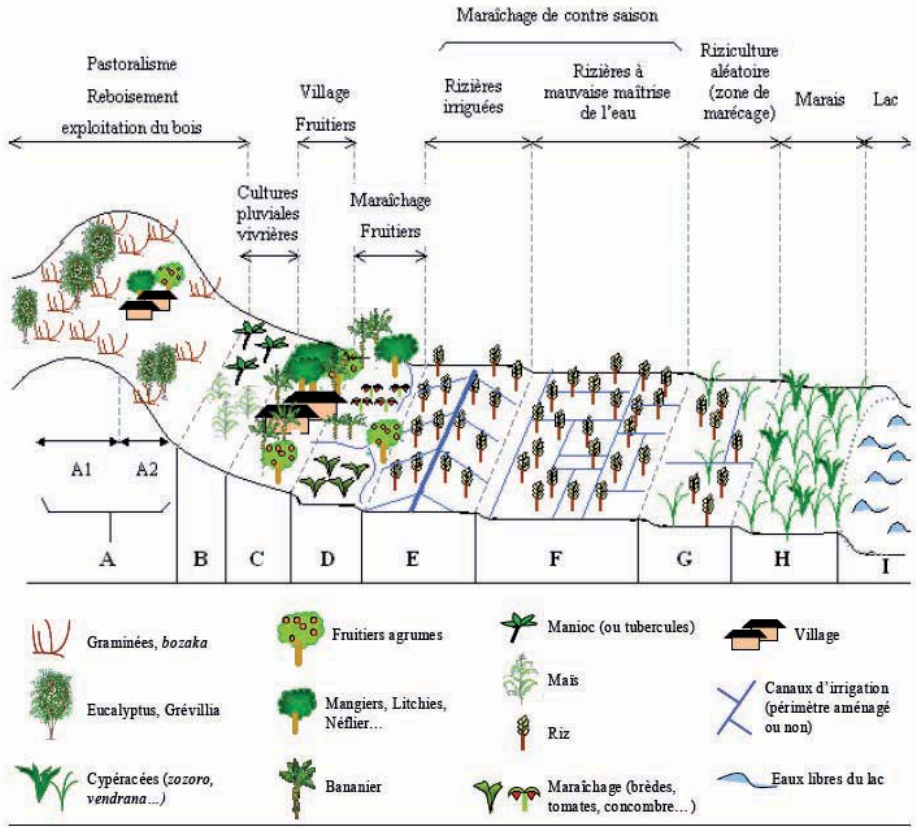 Maraîchage de contre saison
Pastoralisme
Reboisement
exploitation du bois
Village
Fruitiers
Rizières
irriguées
Rizières à
mauvaise maîtrise
de l'eau
Riziculture
aléatoire
(zone de
marécage)
Marais
Lac
Cultures
pluviales
vivrières
Maraîchage
Fruitiers
A1
A2
A
B
C
D
E
F
G
H
I
Graminées, bozaka
Fruitiers agrumes
Manioc (ou tubercules)
Village
Eucalyptus, Grévillia
Mangiers, Litchies,
Néflier…
Maïs
Riz
Canaux d'irrigation
(périmètre aménagé
ou non)
Cypéracées (zozoro,
vendrana...)
Bananier
Maraîchage (brèdes,
tomates, concombre…)
Eaux libres du lac